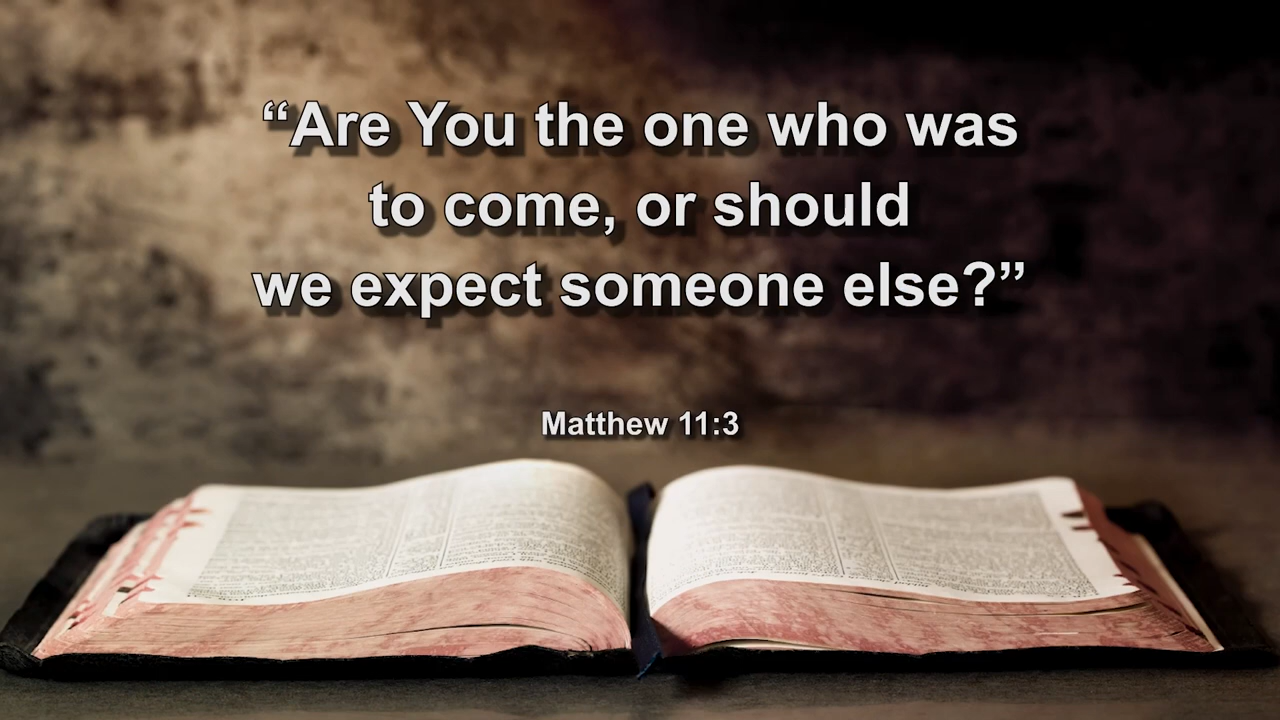 “Are You the one who was
to come, or should
we expect someone else?”
Matthew 11:3